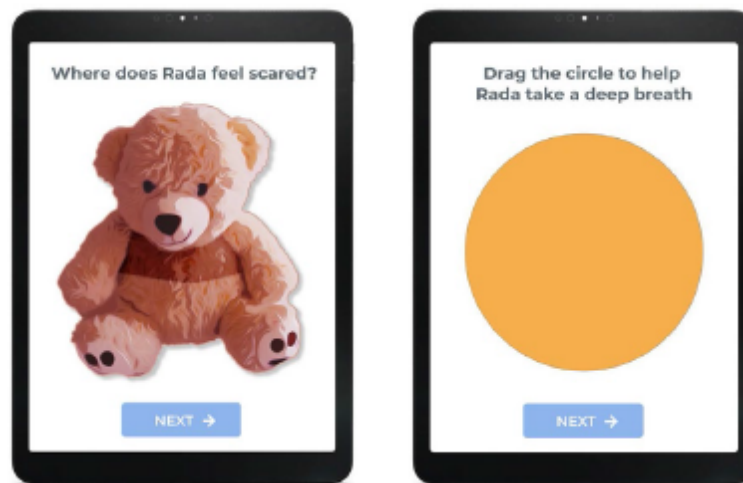 Where does Rada feel scared?
NEXT →
Drag the circle to help
Rada take a deep breath
NEXT →